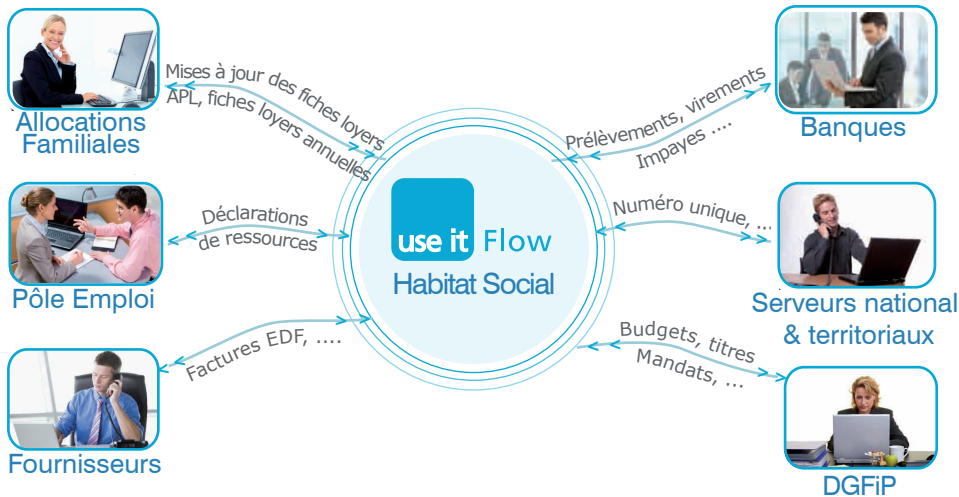 Allocations
Familiales
Mises à jour des fiches loyers
APL, fiches loyers annuelles
Pôle Emploi
Déclarations
de ressources
Fournisseurs
Factures EDF, ....
use it Flow
Habitat Social
Prélèvements, virements
Impayes ....
Banques
Numéro unique, ...
Serveurs national
& territoriaux
Budgets, titres
Mandats, ...
DGFiP